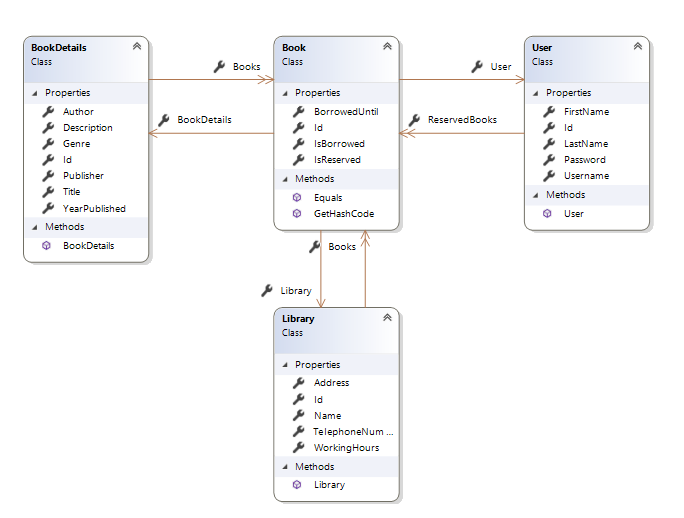 BookDetails
Class
Properties
Author
Description
Genre
Id
Publisher
Title
YearPublished
Methods
BookDetails
Books
BookDetails
Book
Class
Properties
BorrowedUntil
Id
IsBorrowed
IsReserved
Methods
Equals
GetHashCode
User
ReservedBooks
User
Class
Properties
FirstName
Id
LastName
Password
Username
Methods
User
Books
Library
Library
Class
Properties
Address
Id
Name
TelephoneNum ...
WorkingHours
Methods
Library